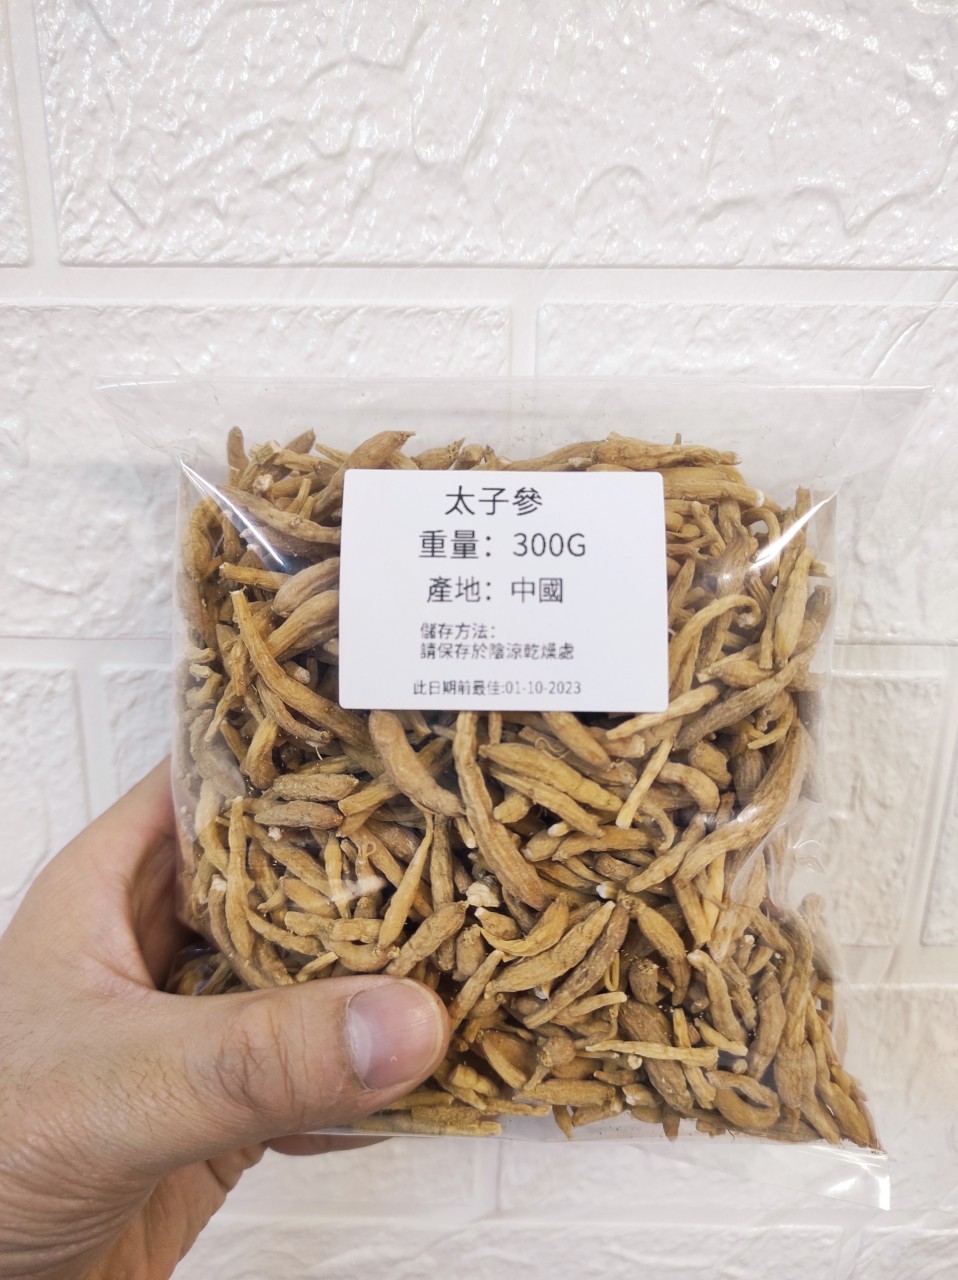 太子參
重量：300G
產地：中國
儲存方法：
請保存於陰涼乾燥處
此日期前最佳:01-10-2023